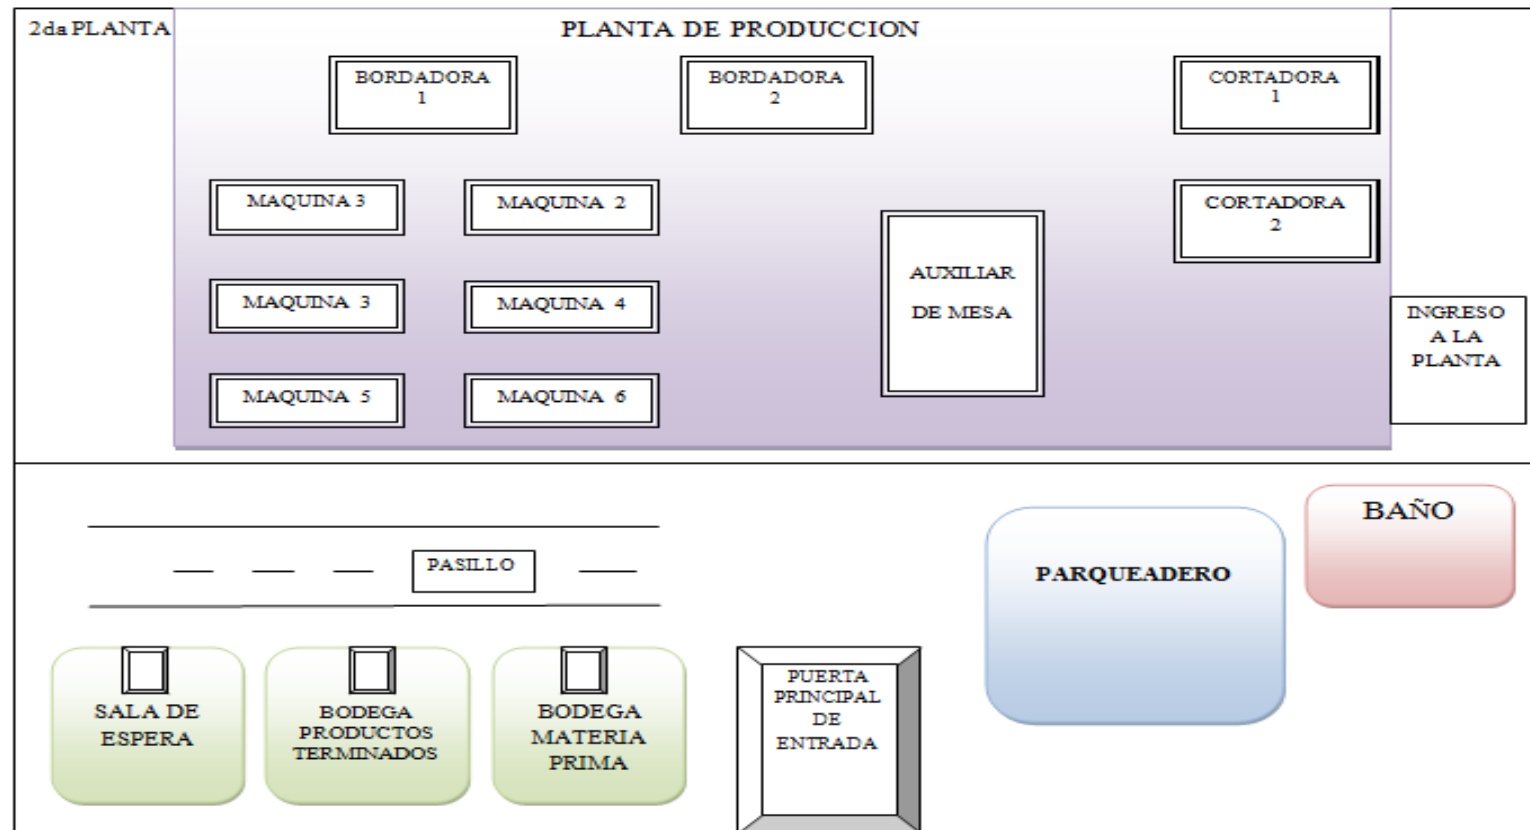 2da PLANTA
PLANTA DE PRODUCCION
BORDADORA
1
BORDADORA
2
CORTADORA
1
MAQUINA 3
MAQUINA 2
CORTADORA
2
AUXILIAR
DE MESA
MAQUINA 3
MAQUINA 4
INGRESO
A LA
PLANTA
MAQUINA 5
MAQUINA 6
BAÑO
PASILLO
PARQUEADERO
SALA DE
ESPERA
BODEGA
PRODUCTOS
TERMINADOS
BODEGA
MATERIA
PRIMA
PUERTA
PRINCIPAL
DE
ENTRADA